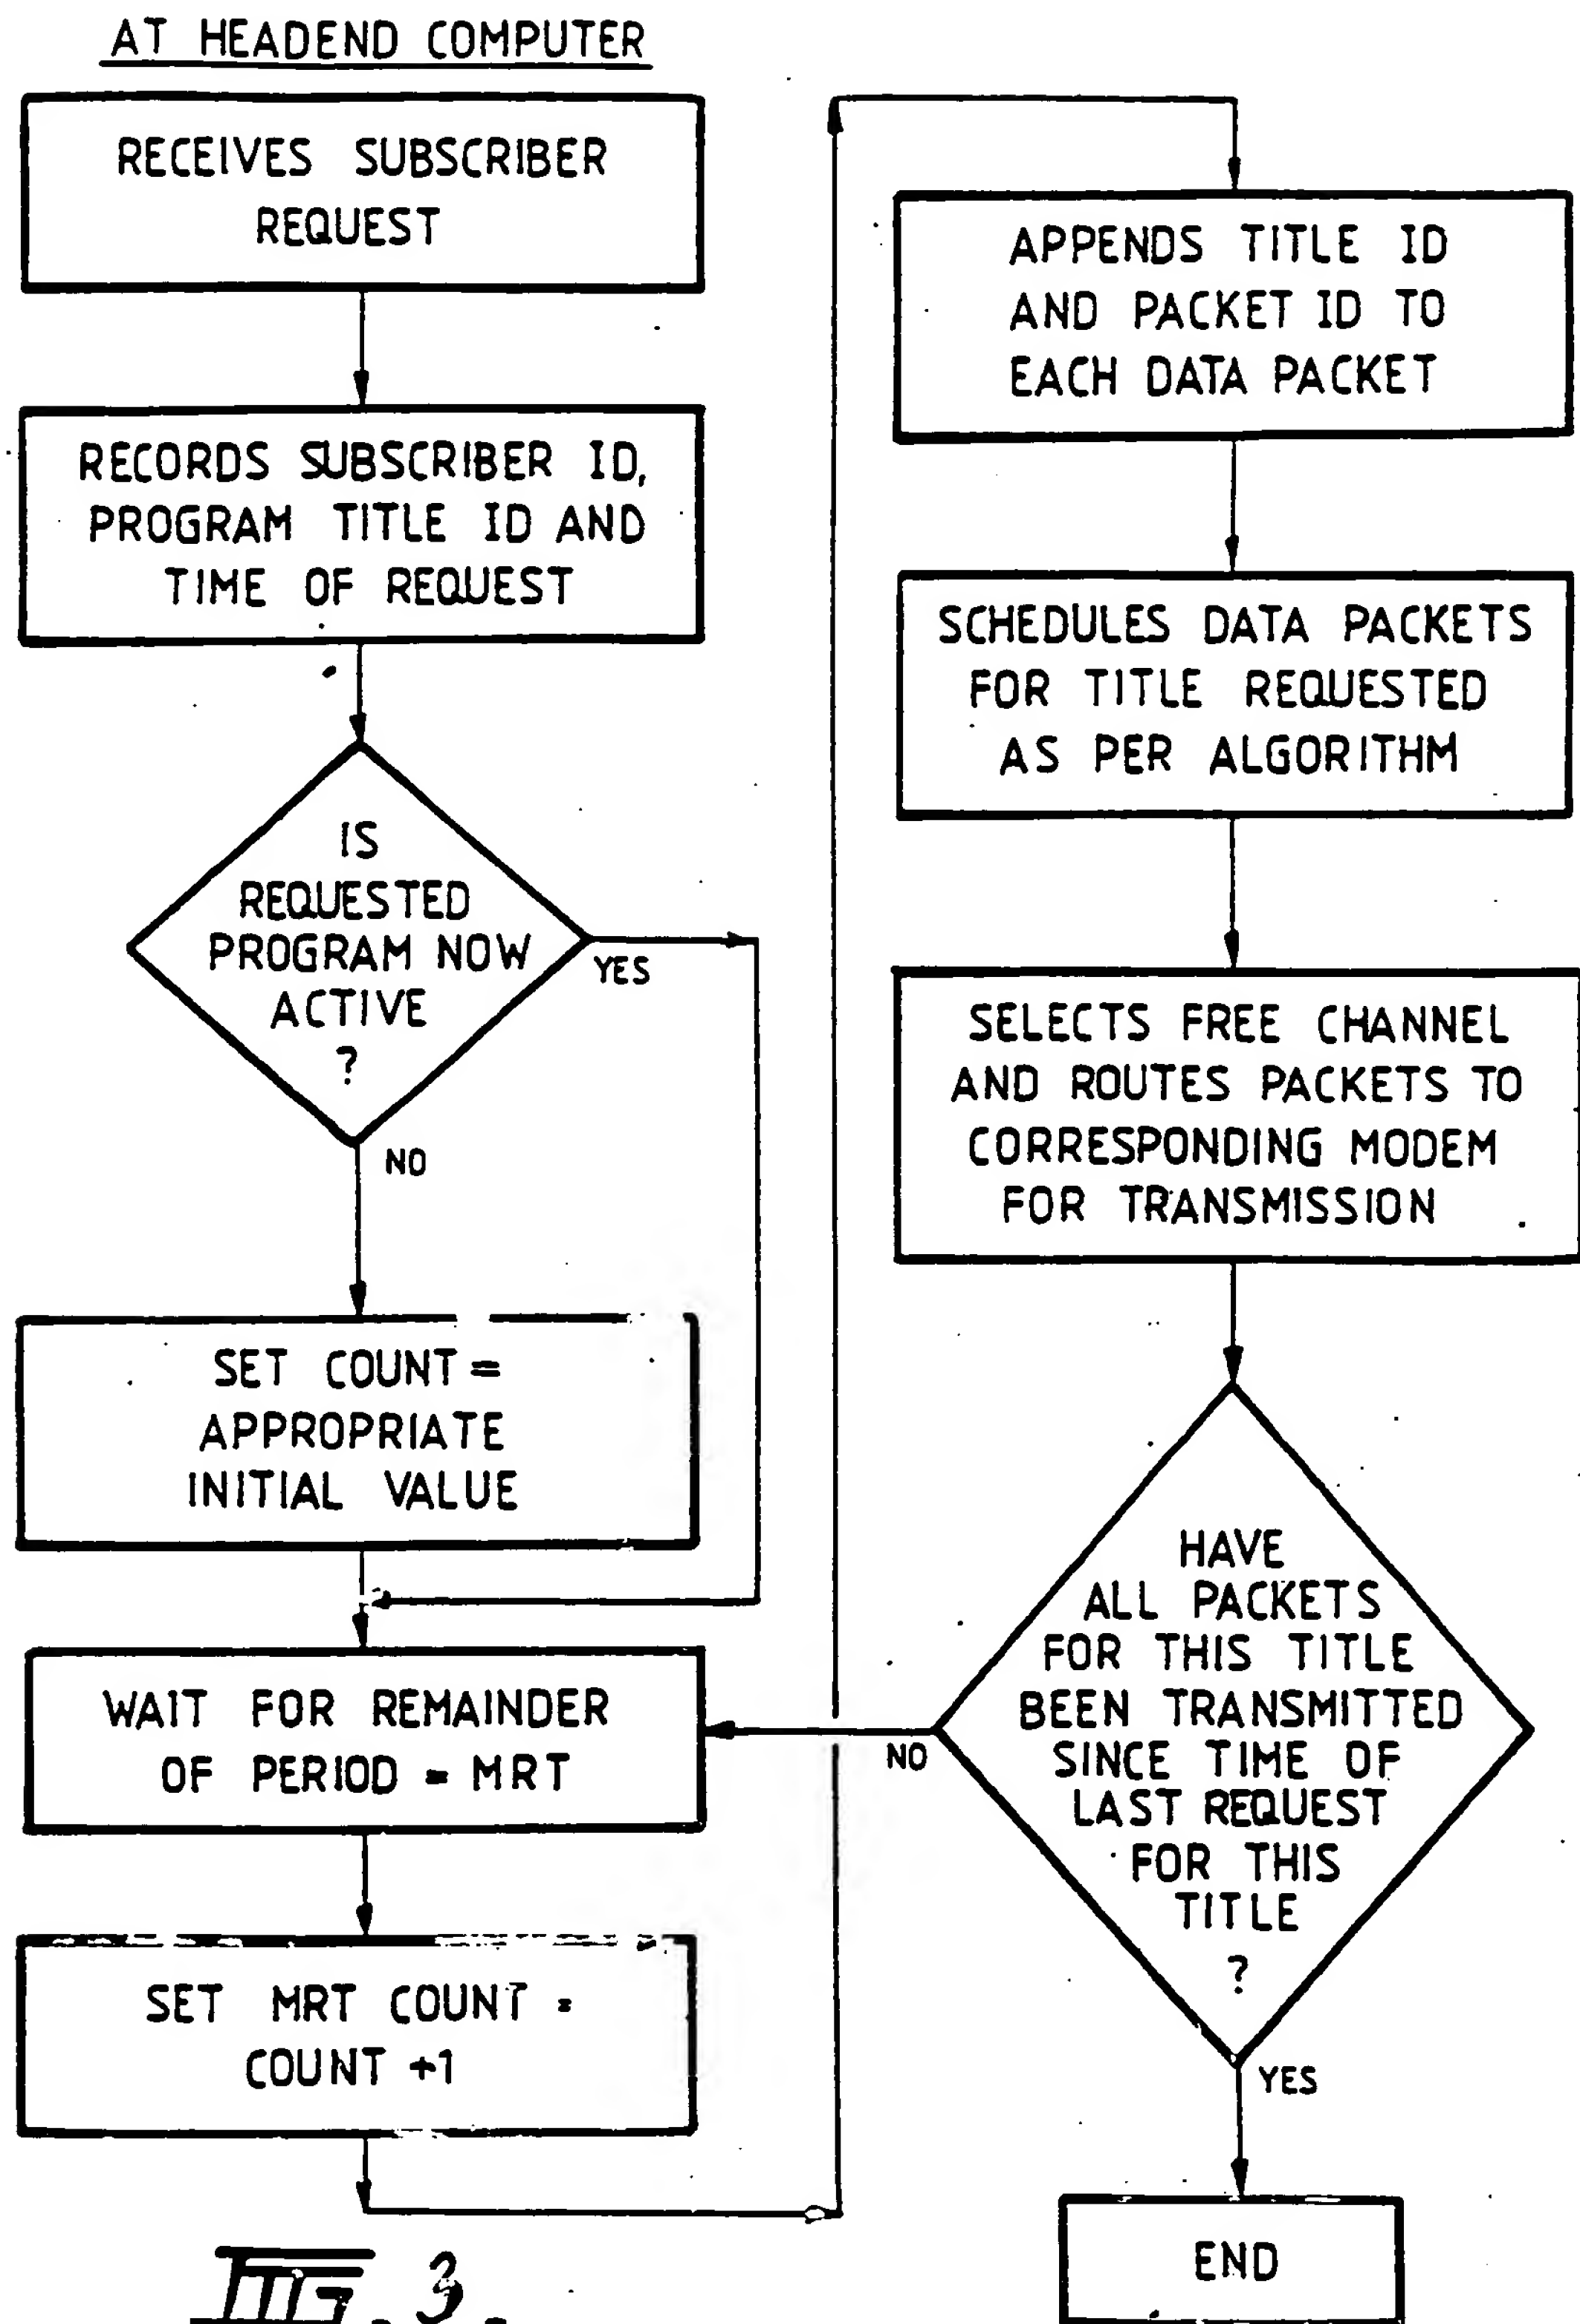 AT HEADEND COMPUTER
RECEIVES SUBSCRIBER
REQUEST
RECORDS SUBSCRIBER ID,
PROGRAM TITLE ID AND
TIME OF REQUEST
IS
REQUESTED
PROGRAM NOW
ACTIVE
?
YES
NO
SET COUNT =
APPROPRIATE
INITIAL VALUE
WAIT FOR REMAINDER
OF PERIOD = MRT
SET MRT COUNT =
COUNT +1
APPENDS TITLE ID
AND PACKET ID TO
EACH DATA PACKET
SCHEDULES DATA PACKETS
FOR TITLE REQUESTED
AS PER ALGORITHM
SELECTS FREE CHANNEL
AND ROUTES PACKETS TO
CORRESPONDING MODEM
FOR TRANSMISSION
HAVE
ALL PACKETS
FOR THIS TITLE
BEEN TRANSMITTED
SINCE TIME OF
LAST REQUEST
FOR THIS
TITLE
?
NO
YES
END
FIG. 3.